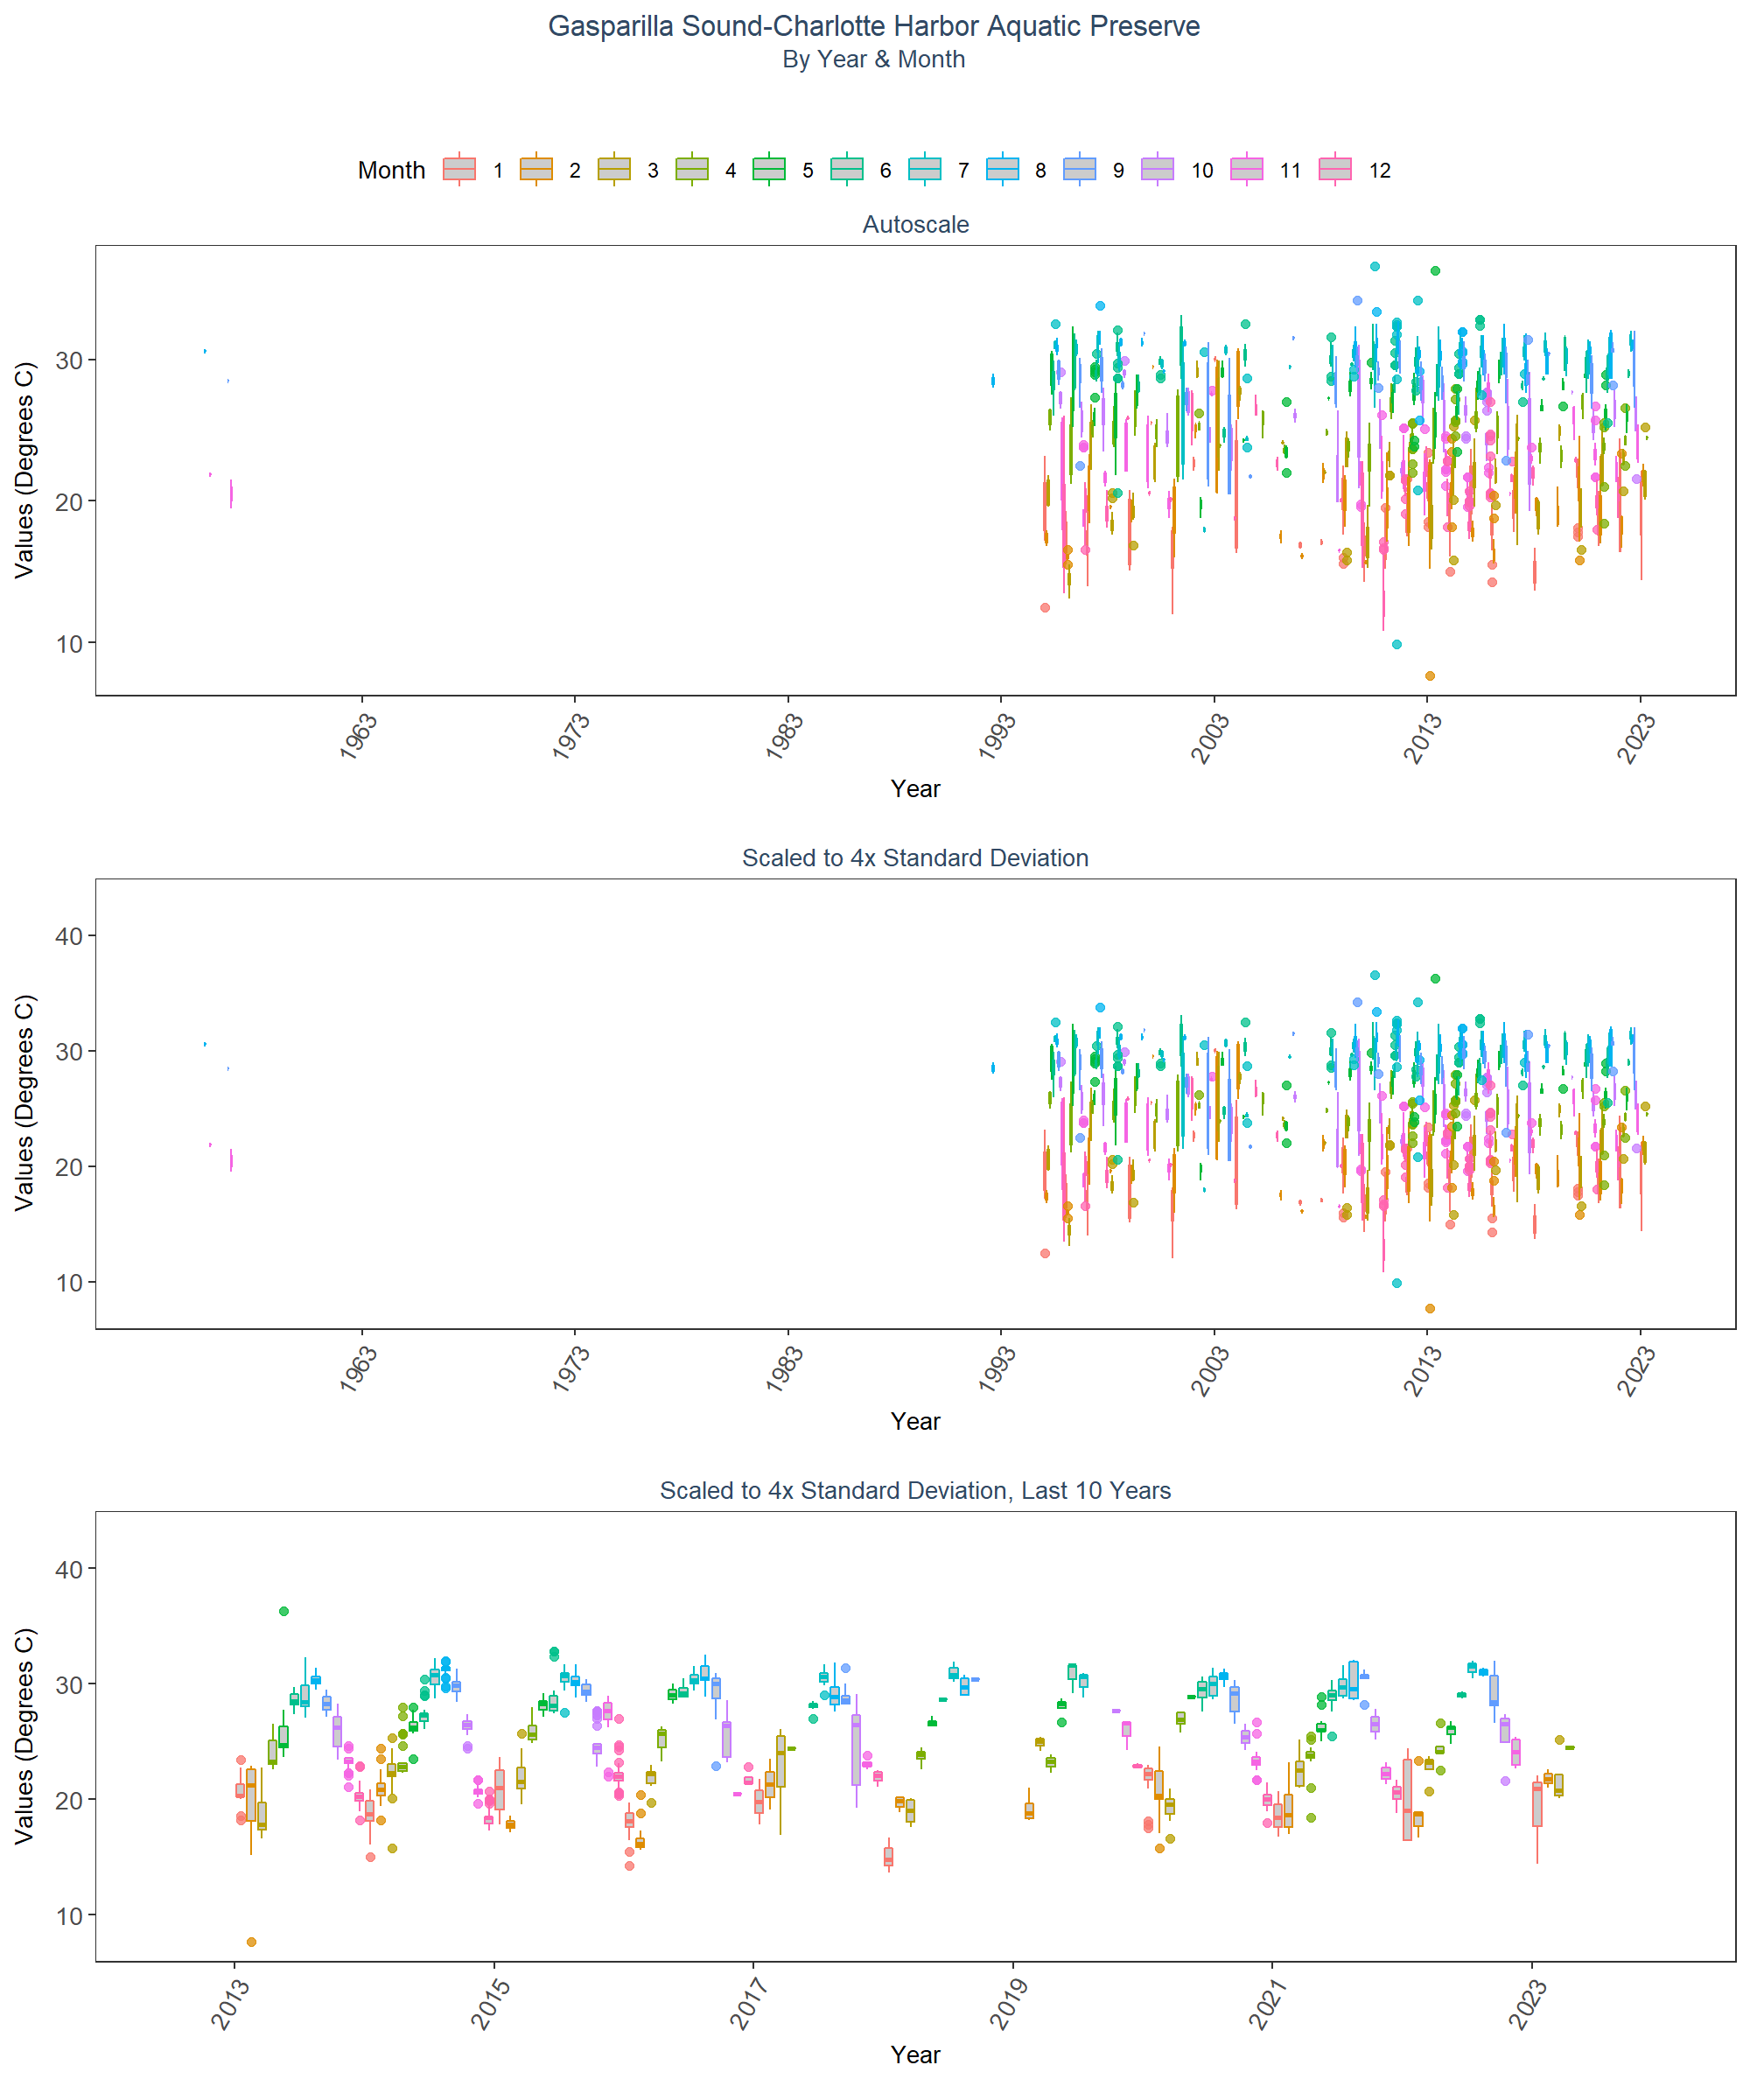 Gasparilla Sound-Charlotte Harbor Aquatic Preserve
By Year & Month
Month 1 2 3 4 5 6 7 8 9 10 11 12
Autoscale
Values (Degrees C)
30
20
10
1963 1973 1983 1993 2003 2013 2023
Year
Scaled to 4x Standard Deviation
Values (Degrees C)
40
30
20
10
1963 1973 1983 1993 2003 2013 2023
Year
Scaled to 4x Standard Deviation, Last 10 Years
Values (Degrees C)
40
30
20
10
2013 2015 2017 2019 2021 2023
Year